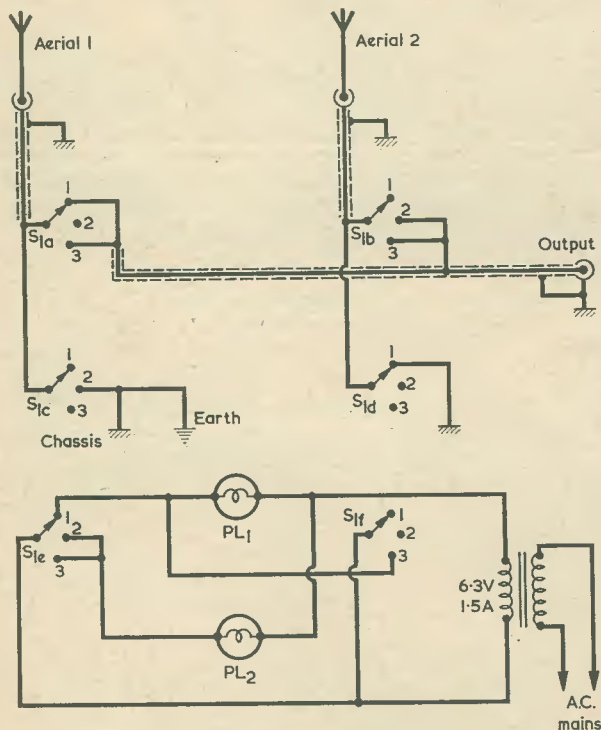 Aerial 1
Aerial 2
1
2
3
S1a
1
2
3
S1b
Output
1
2
3
S1c
Chassis
Earth
1
2
3
S1d
1
2
3
S1e
PL1
S1f
1
2
3
6·3V
1·5A
PL2
A.C.
mains